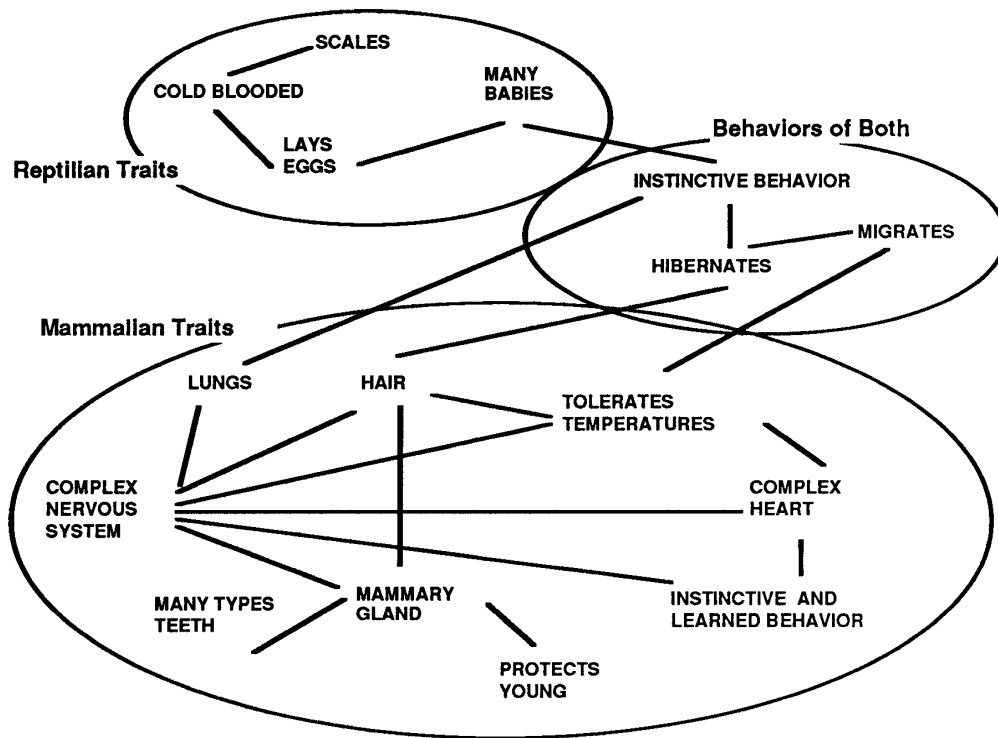 SCALES
COLD BLOODED
MANY
BABIES
LAYS
EGGS
Reptilian Traits
Behaviors of Both
INSTINCTIVE BEHAVIOR
MIGRATES
HIBERNATES
Mammalian Traits
LUNGS
HAIR
TOLERATES
TEMPERATURES
COMPLEX
NERVOUS
SYSTEM
COMPLEX
HEART
MANY TYPES
TEETH
MAMMARY
GLAND
INSTINCTIVE AND
LEARNED BEHAVIOR
PROTECTS
YOUNG